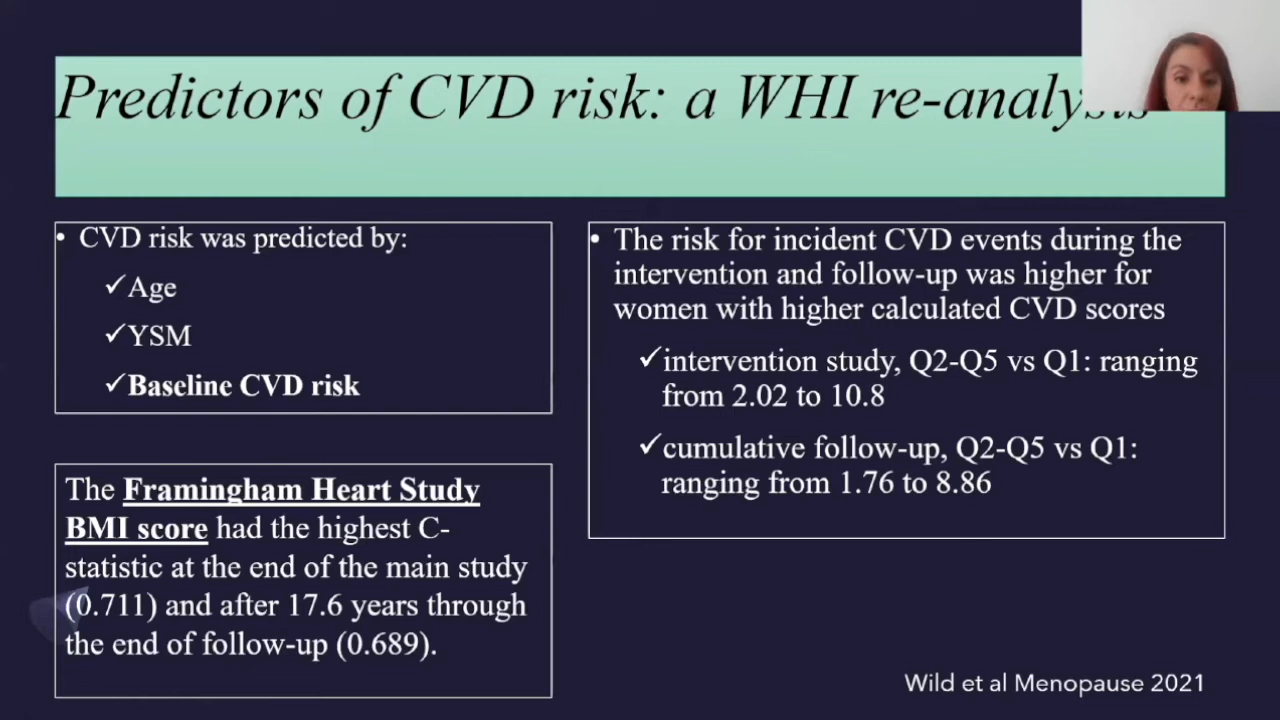 Predictors of CVD risk: a WHI re-analysis
• CVD risk was predicted by:
✓Age
✓YSM
✓Baseline CVD risk
The Framingham Heart Study
BMI score had the highest C-
statistic at the end of the main study
(0.711) and after 17.6 years through
the end of follow-up (0.689).
• The risk for incident CVD events during the
intervention and follow-up was higher for
women with higher calculated CVD scores
✓intervention study, Q2-Q5 vs Q1: ranging
from 2.02 to 10.8
✓cumulative follow-up, Q2-Q5 vs Q1:
ranging from 1.76 to 8.86
Wild et al Menopause 2021